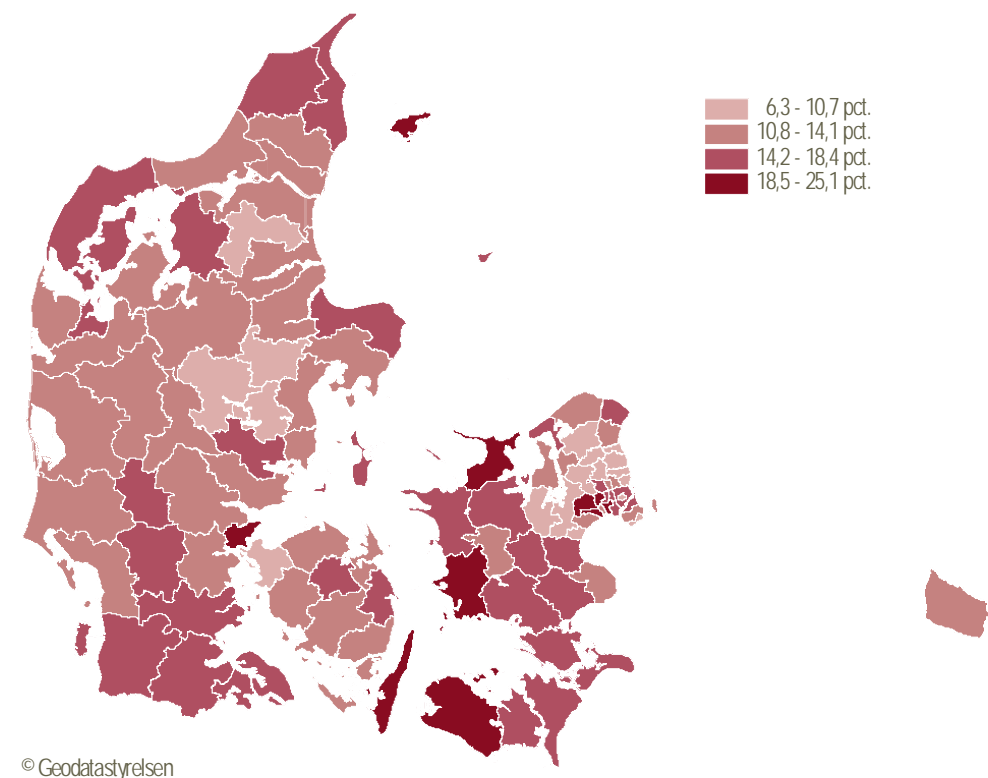 6,3 - 10,7 pct.
10,8 - 14,1 pct.
14,2 - 18,4 pct.
18,5 - 25,1 pct.
© Geodatastyrelsen